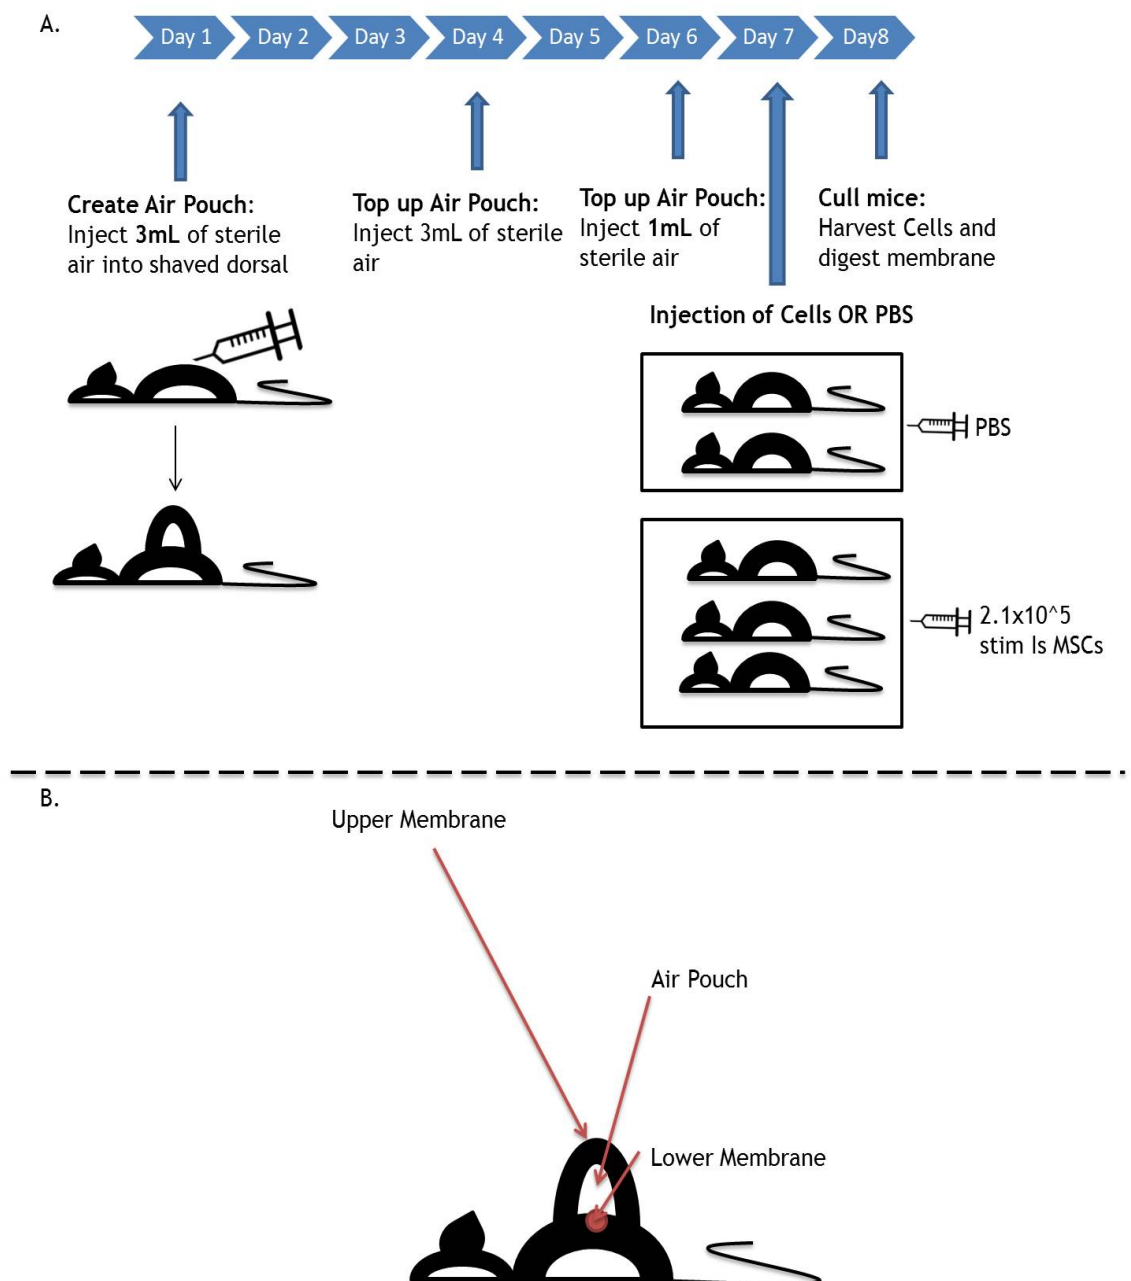 A.
Day 1
Day 2
Day 3
Day 4
Day 5
Day 6
Day 7
Day8
Create Air Pouch:
Inject 3mL of sterile
air into shaved dorsal
Top up Air Pouch:
Inject 3mL of sterile
air
Top up Air Pouch:
Inject 1mL of
sterile air
Cull mice:
Harvest Cells and
digest membrane
Injection of Cells OR PBS
PBS
2.1x10^5
stim Is MSCs
B.
Upper Membrane
Air Pouch
Lower Membrane